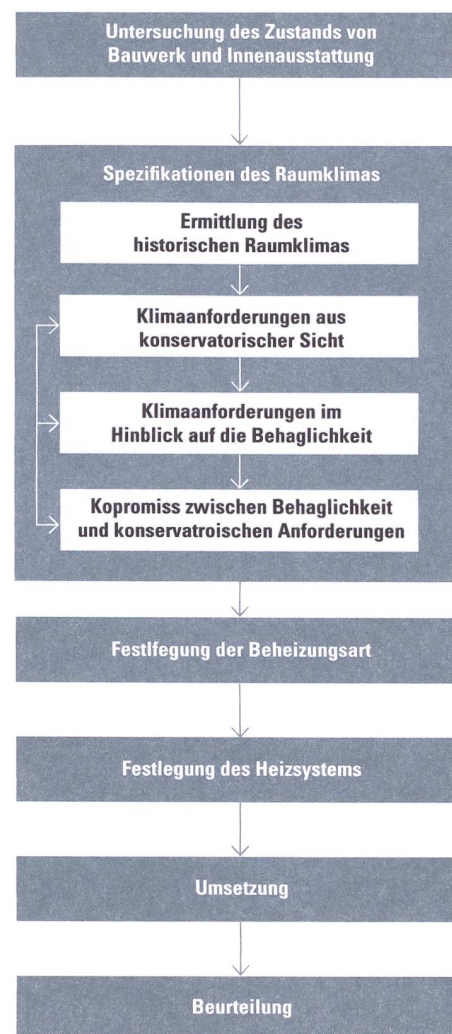 Untersuchung des Zustands von
Bauwerk und Innenausstattung
Spezifikationen des Raumklimas
Ermittlung des
historischen Raumklimas
Klimaanforderungen aus
konservatorischer Sicht
Klimaanforderungen im
Hinblick auf die Behaglichkeit
Kopromiss zwischen Behaglichkeit
und konservatroischen Anforderungen
Festlfegung der Beheizungsart
Festlegung des Heizsystems
Umsetzung
Beurteilung